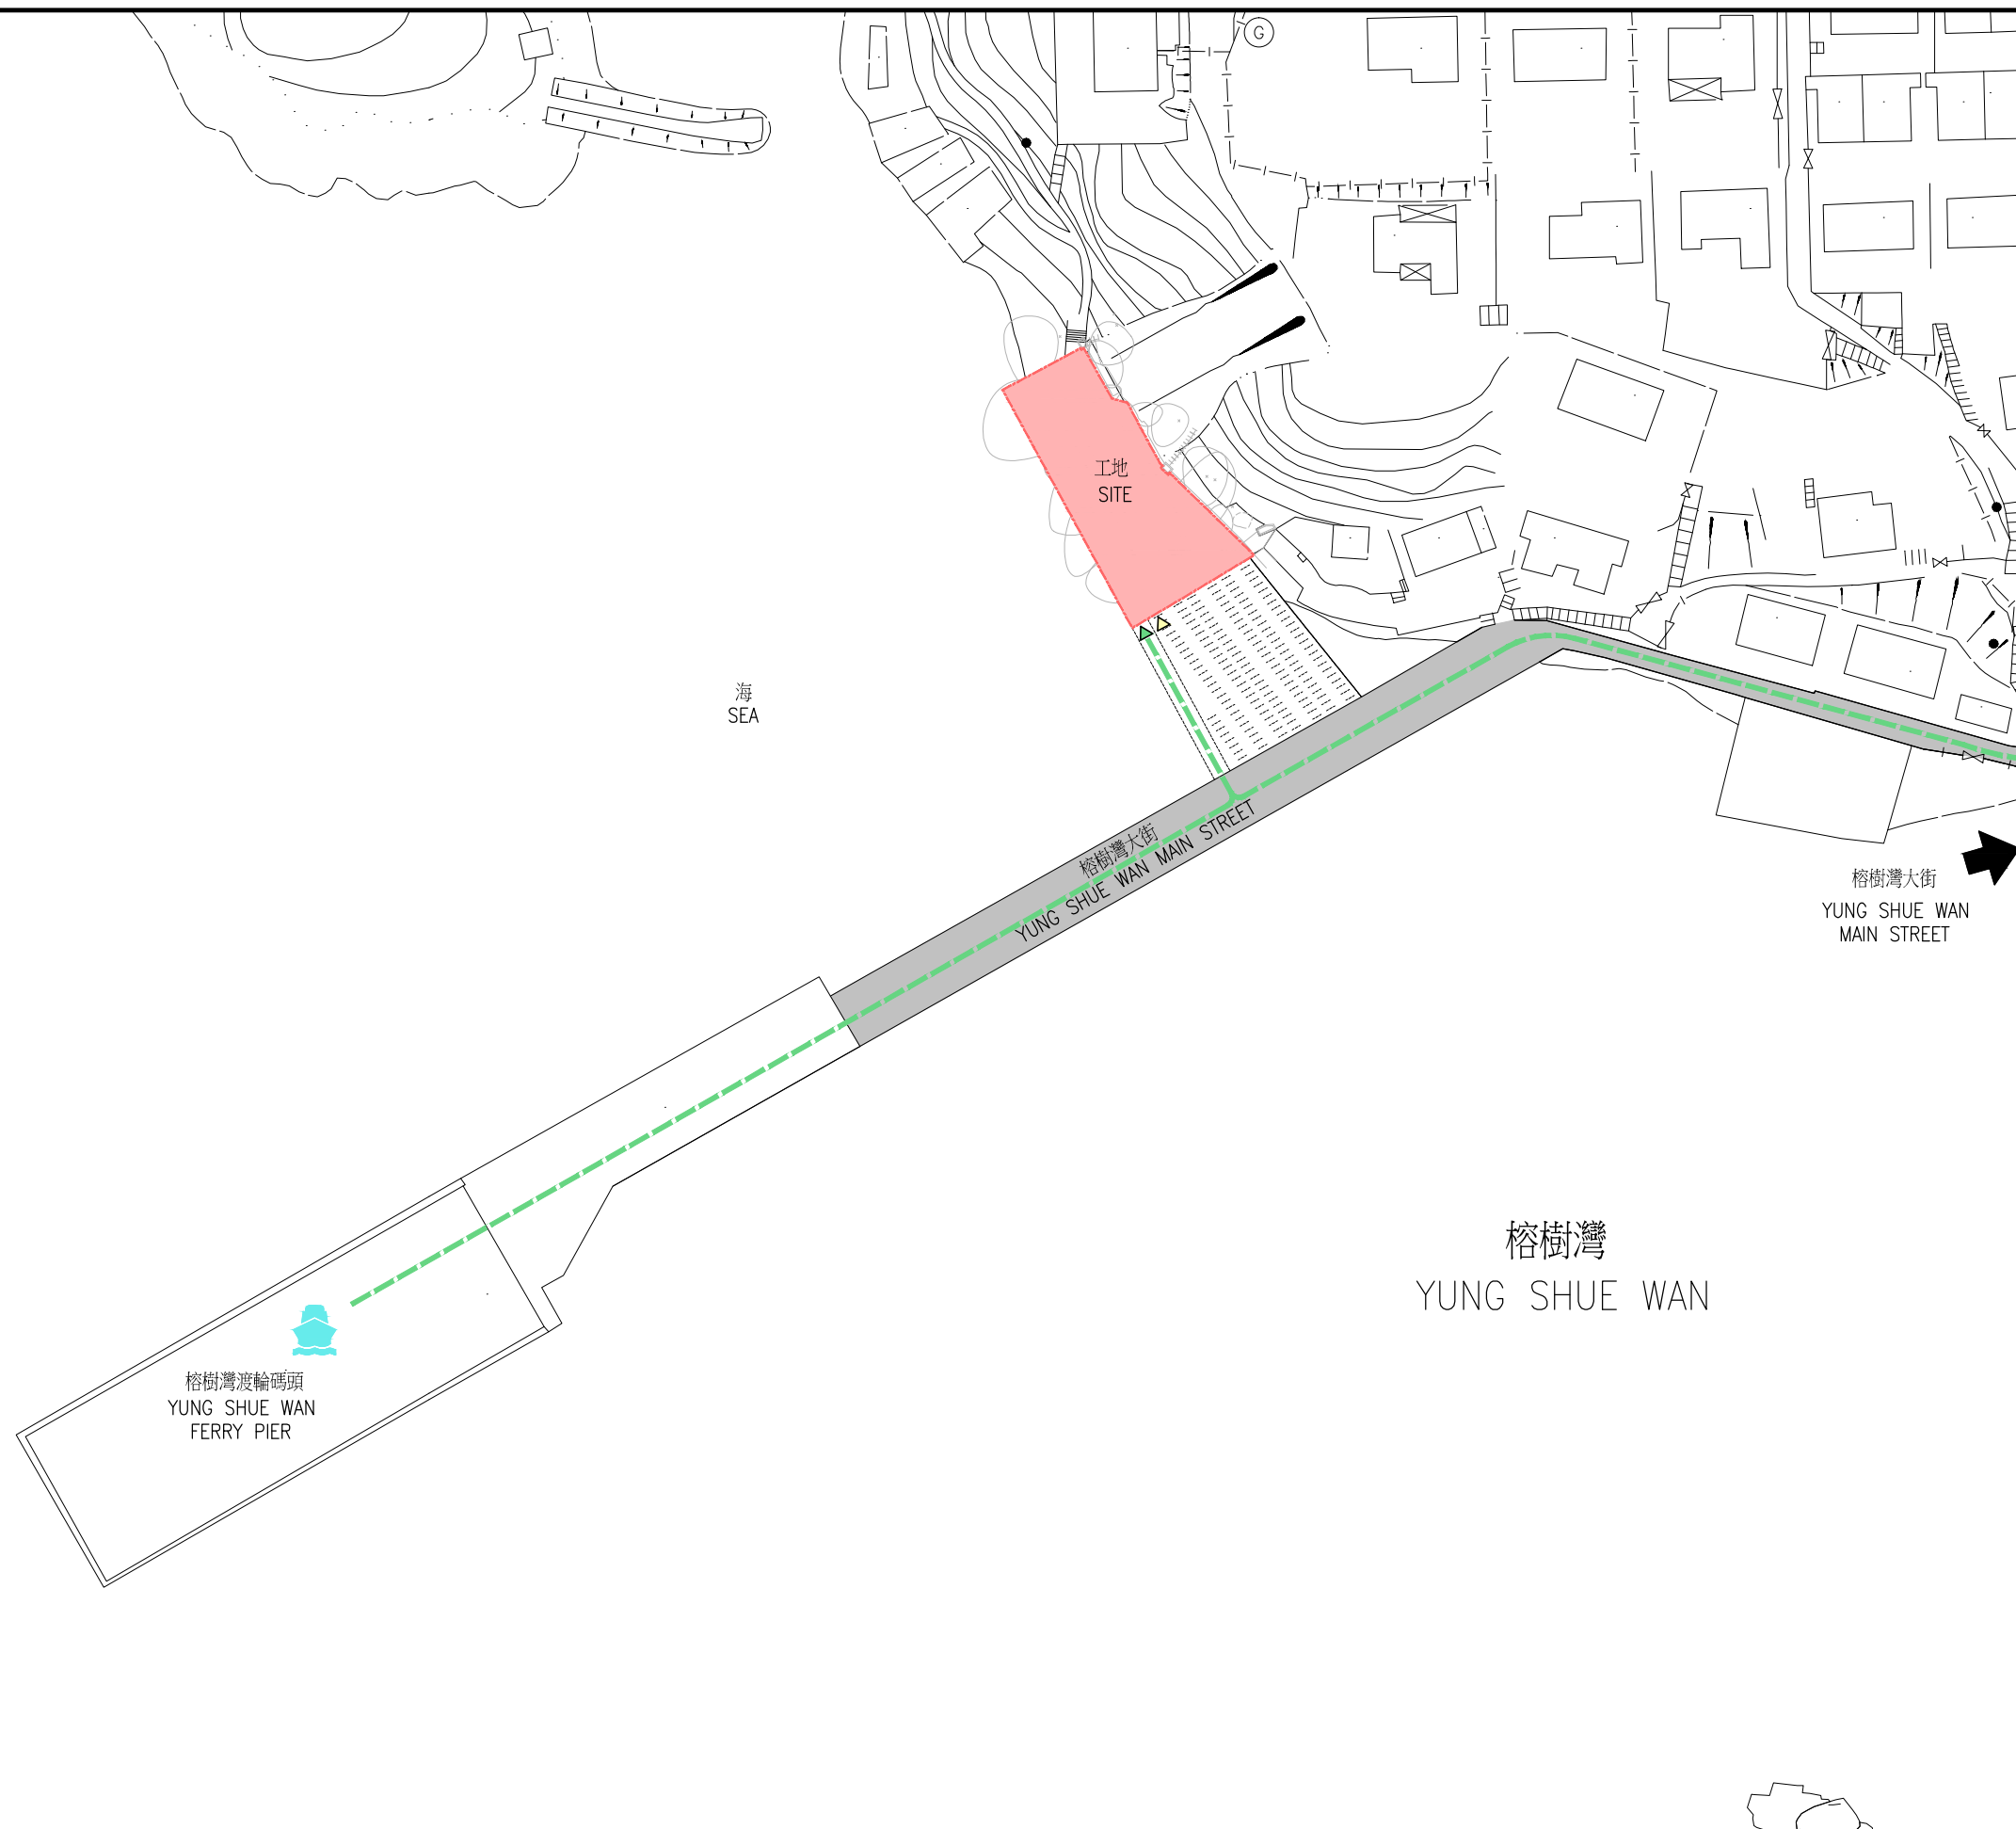 G
工地
SITE
海
SEA
榕樹灣大街
YUNG SHUE WAN MAIN STREET
榕樹灣大街
YUNG SHUE WAN
MAIN STREET
榕樹灣
YUNG SHUE WAN
榕樹灣渡輪碼頭
YUNG SHUE WAN
FERRY PIER